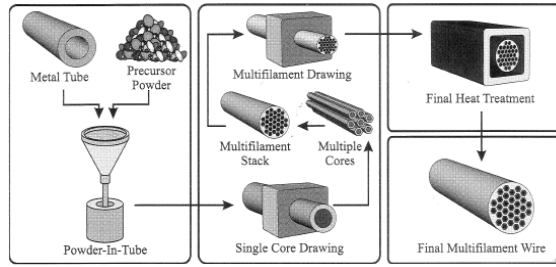 Metal Tube
Precursor
Powder
Powder-In-Tube
Multifilament Drawing
Multifilament
Stack
Multiple
Cores
Single Core Drawing
Final Heat Treatment
Final Multifilament Wire